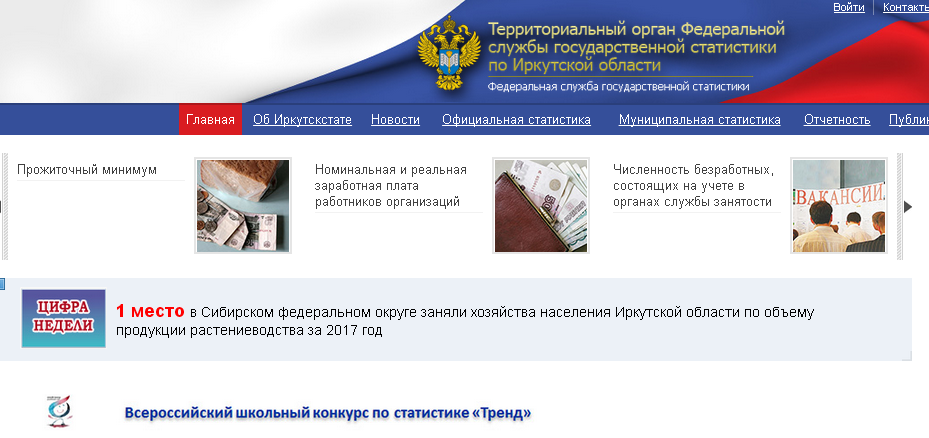 Войти
Контакты
Территориальный орган Федеральной
службы государственной статистики
по Иркутской области
Федеральная служба государственной статистики
Главная
Об Иркутскстате
Новости
Официальная статистика
Муниципальная статистика
Отчетность
Публи
Прожиточный минимум
Номинальная и реальная
заработная плата
работников организаций
Численность безработных,
состоящих на учете в
органах службы занятости
ВАКАНСИИ
ЦИФРА
НЕДЕЛИ
1 место в Сибирском федеральном округе заняли хозяйства населения Иркутской области по объему
продукции растениеводства за 2017 год
Всероссийский школьный конкурс по статистике «Тренд»